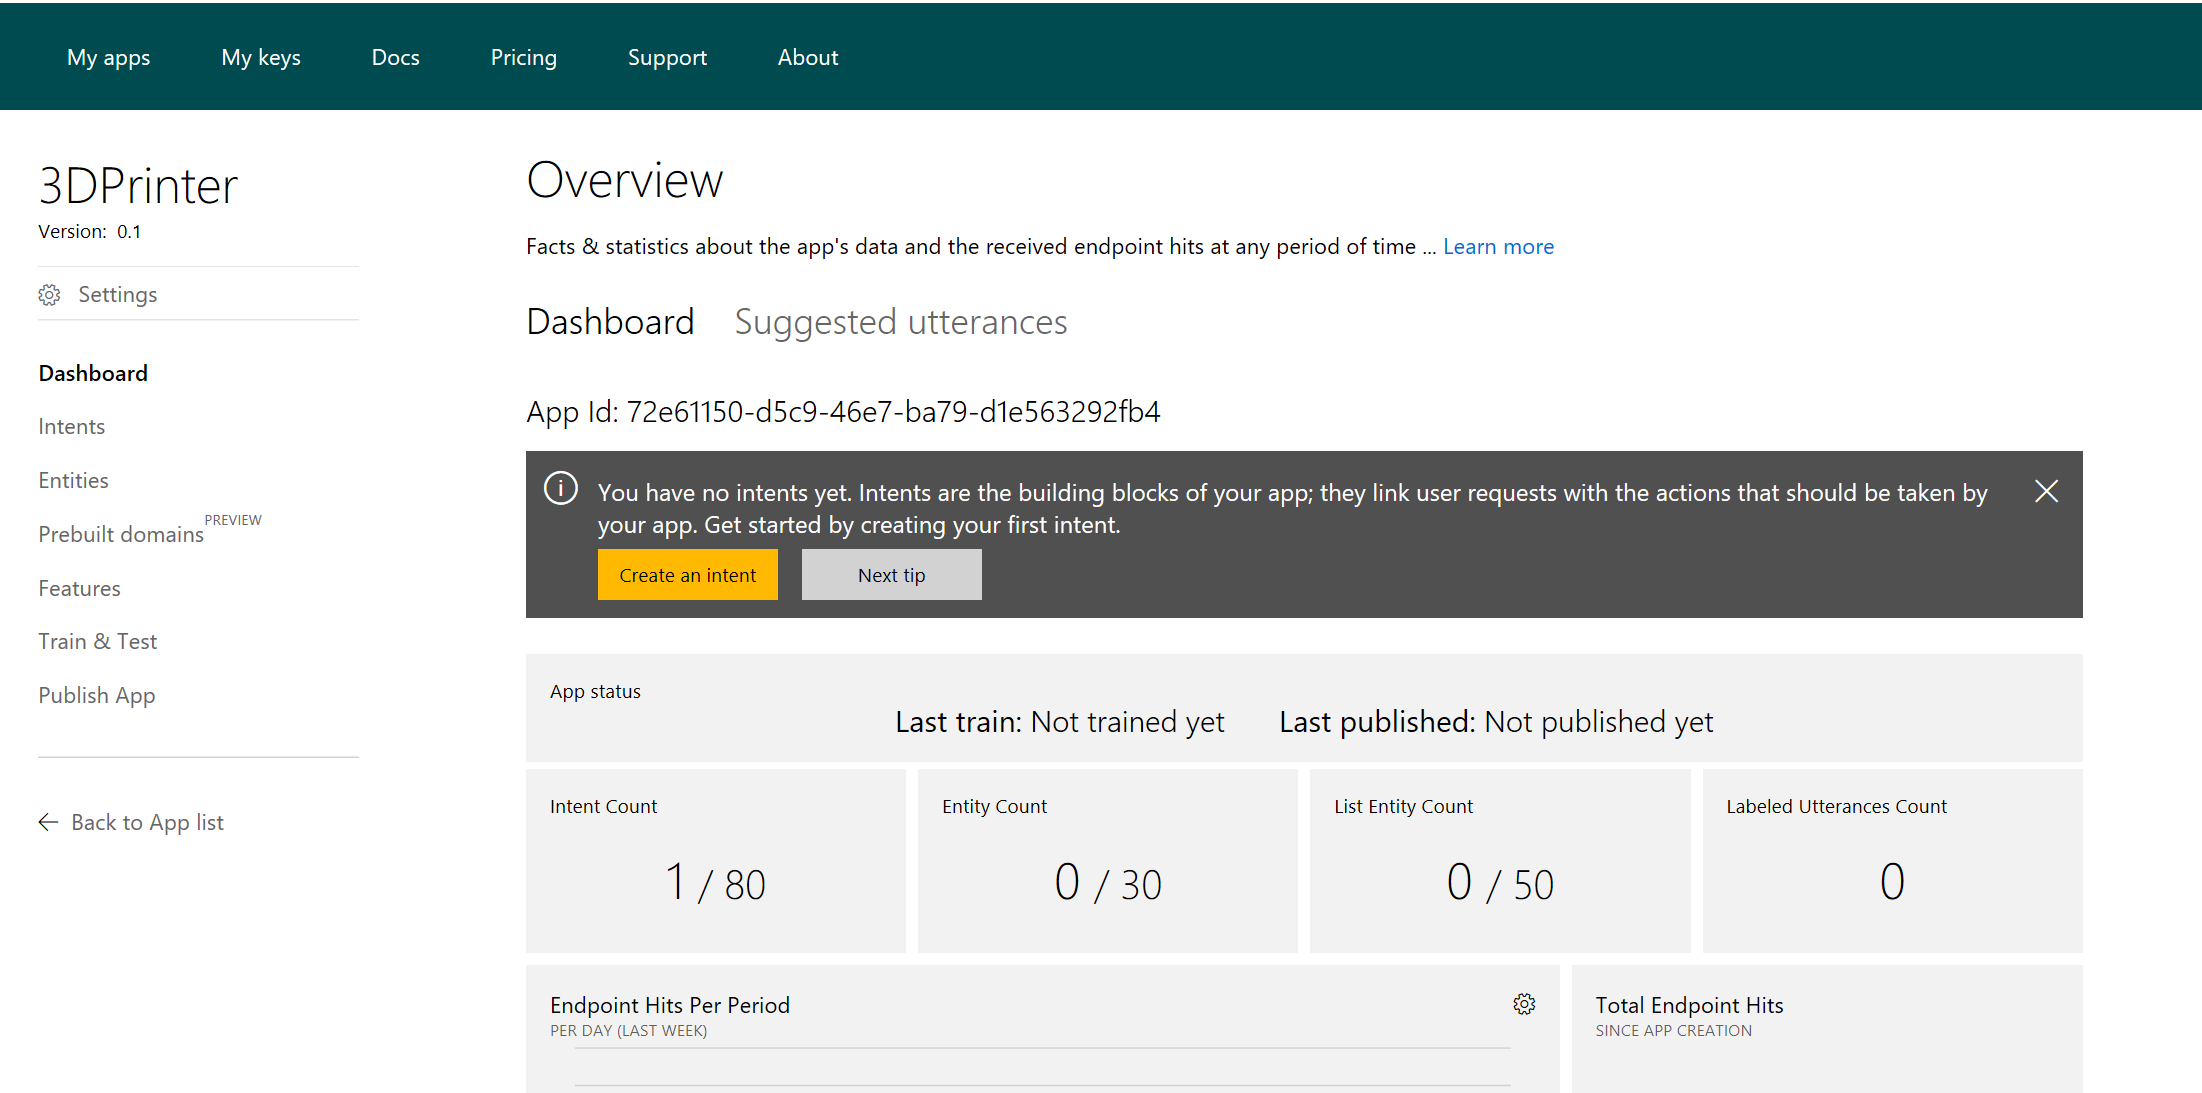 My apps My keys Docs Pricing Support About
3DPrinter
Version: 0.1
Settings
Dashboard
Intents
Entities
Prebuilt domains PREVIEW
Features
Train & Test
Publish App
Back to App list
Overview
Facts & statistics about the app's data and the received endpoint hits at any period of time ... Learn more
Dashboard Suggested utterances
App Id: 72e61150-d5c9-46e7-ba79-d1e563292fb4
You have no intents yet. Intents are the building blocks of your app; they link user requests with the actions that should be taken by
your app. Get started by creating your first intent.
Create an intent Next tip
App status
Last train: Not trained yet Last published: Not published yet
Intent Count
1 / 80
Entity Count
0 / 30
List Entity Count
0 / 50
Labeled Utterances Count
0
Endpoint Hits Per Period
PER DAY (LAST WEEK)
Total Endpoint Hits
SINCE APP CREATION